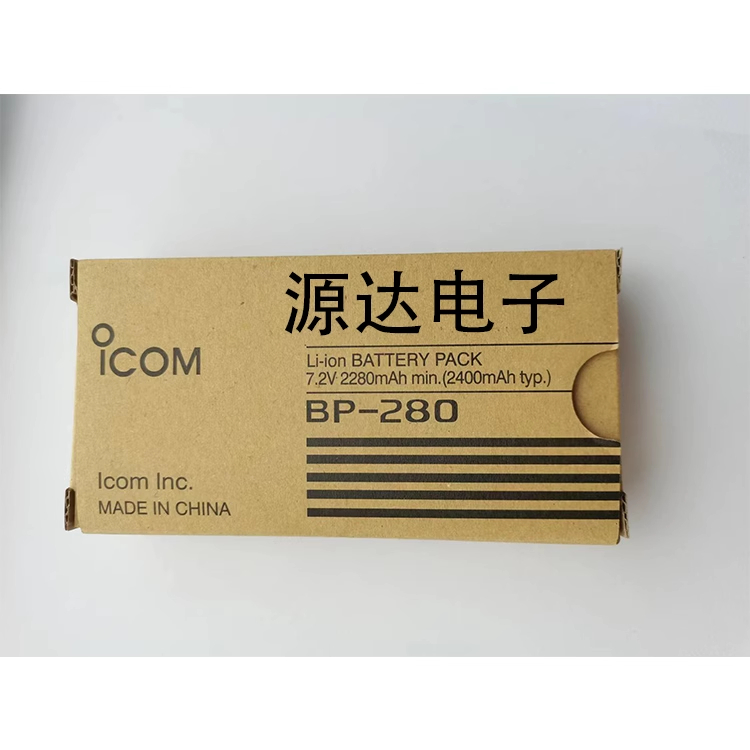 源达电子
iCOM
Li-ion BATTERY PACK
7.2V 2280mAh min.(2400mAh typ.)
BP-280
Icom Inc.
MADE IN CHINA